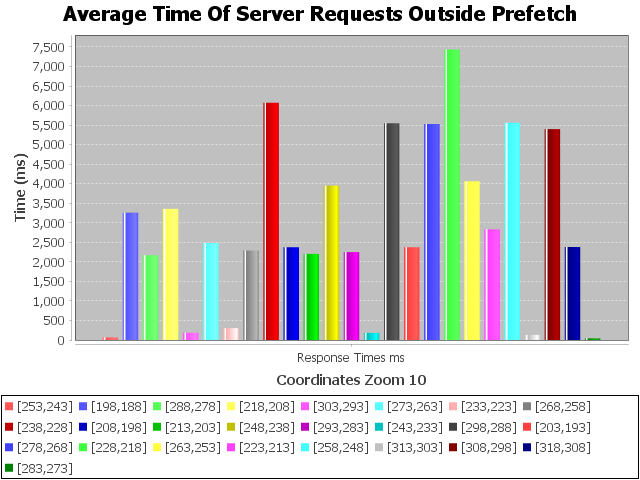 Average Time Of Server Requests Outside Prefetch
7,500
7,000
6,500
6,000
5,500
5,000
4,500
4,000
3,500
3,000
2,500
2,000
1,500
1,000
500
0
Time (ms)
Response Times ms
Coordinates Zoom 10
[253,243] [198,188] [288,278] [218,208] [303,293] [273,263] [233,223] [268,258]
[238,228] [208,198] [213,203] [248,238] [293,283] [243,233] [298,288] [203,193]
[278,268] [228,218] [263,253] [223,213] [258,248] [313,303] [308,298] [318,308]
[283,273]